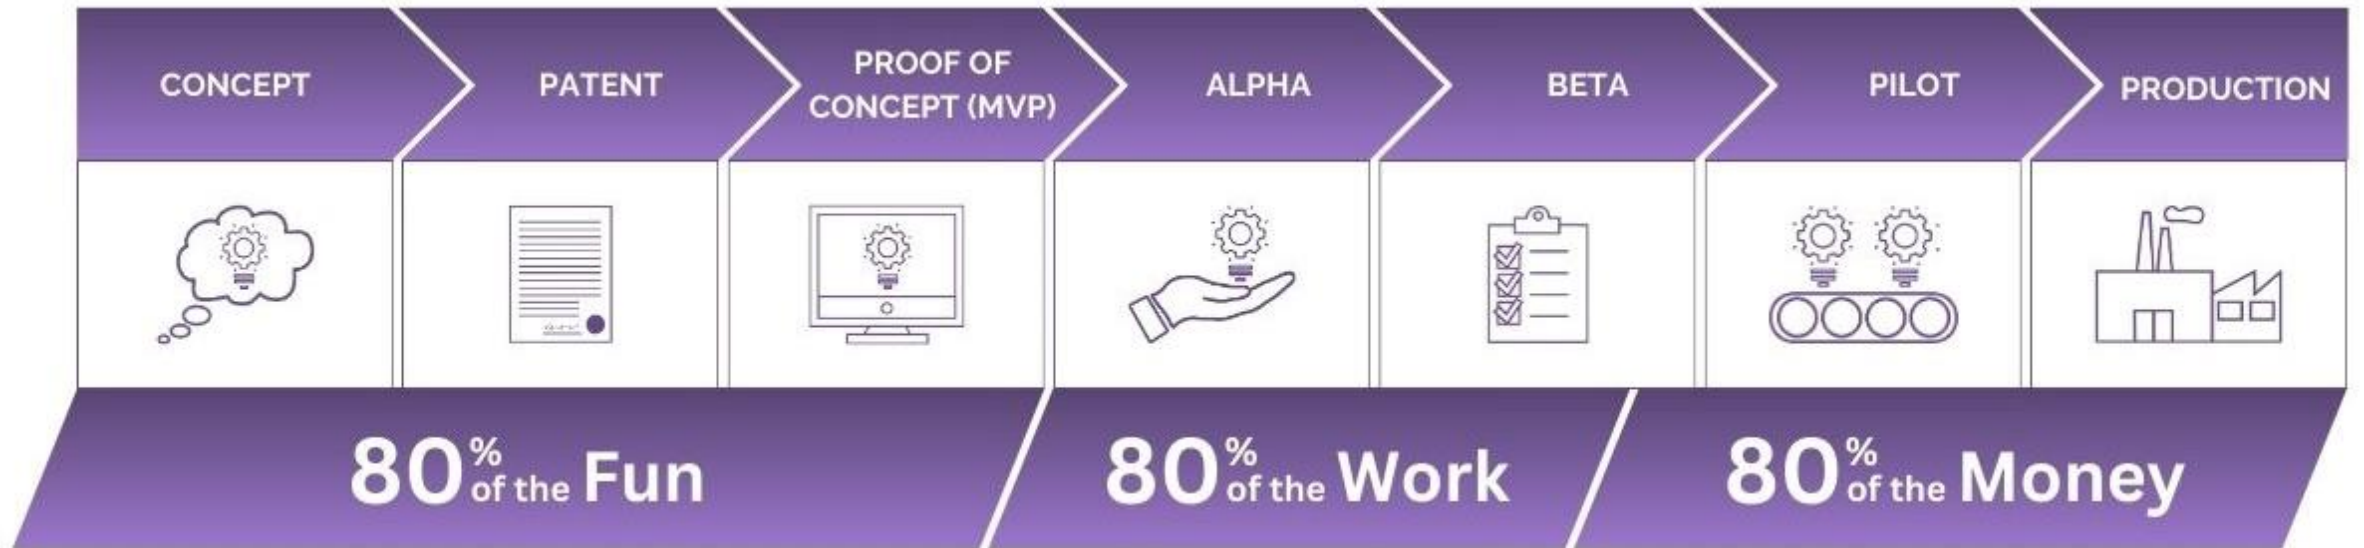 CONCEPT
PATENT
PROOF OF
CONCEPT (MVP)
ALPHA
BETA
PILOT
PRODUCTION
80% of the Fun
80% of the Work
80% of the Money